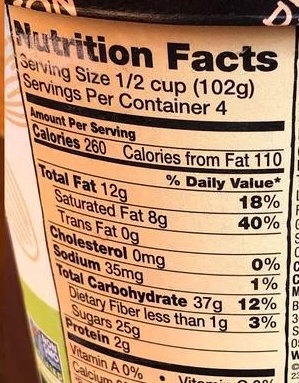 Nutrition Facts
Serving Size 1/2 cup (102g)
Servings Per Container 4
Amount Per Serving
Calories 260 Calories from Fat 110
% Daily Value*
Total Fat 12g 18%
Saturated Fat 8g 40%
Trans Fat 0g
Cholesterol 0mg 0%
Sodium 35mg 1%
Total Carbohydrate 37g 12%
Dietary Fiber less than 1g 3%
Sugars 25g
Protein 2g
Vitamin A 0% •
Calcium